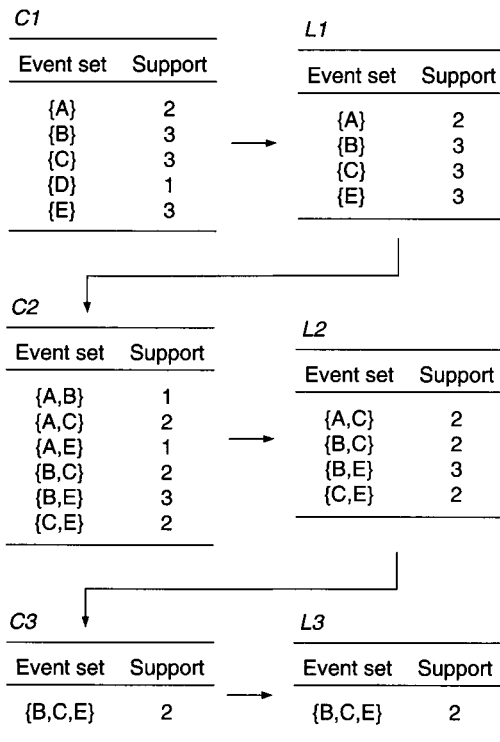 C1
Event set Support
{A} 2
{B} 3
{C} 3
{D} 1
{E} 3
L1
Event set Support
{A} 2
{B} 3
{C} 3
{E} 3
C2
Event set Support
{A,B} 1
{A,C} 2
{A,E} 1
{B,C} 2
{B,E} 3
{C,E} 2
L2
Event set Support
{A,C} 2
{B,C} 2
{B,E} 3
{C,E} 2
C3
Event set Support
{B,C,E} 2
L3
Event set Support
{B,C,E} 2